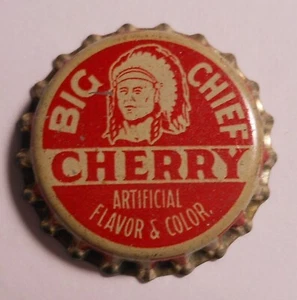 BIG CHIEF
CHERRY
ARTIFICIAL
FLAVOR & COLOR.